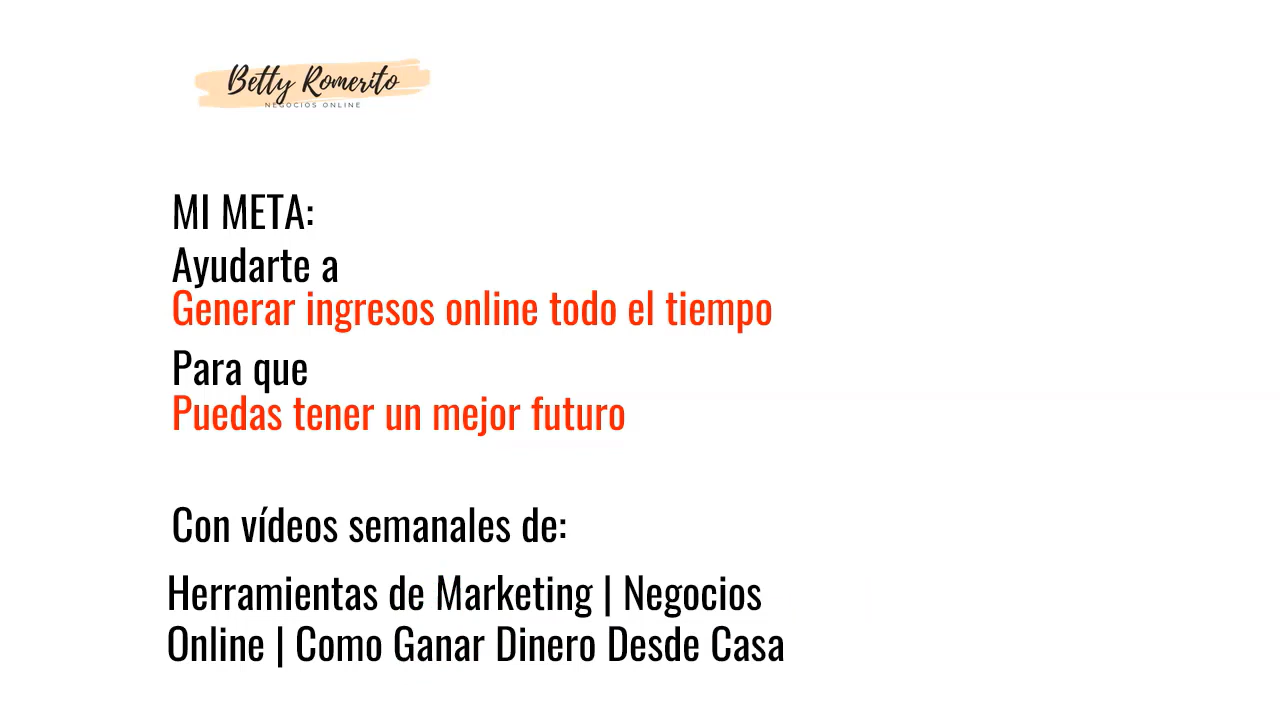 Betty Romerito
NEGOCIOS ONLINE
MI META:
Ayudarte a
Generar ingresos online todo el tiempo
Para que
Puedas tener un mejor futuro
Con vídeos semanales de:
Herramientas de Marketing | Negocios
Online | Como Ganar Dinero Desde Casa